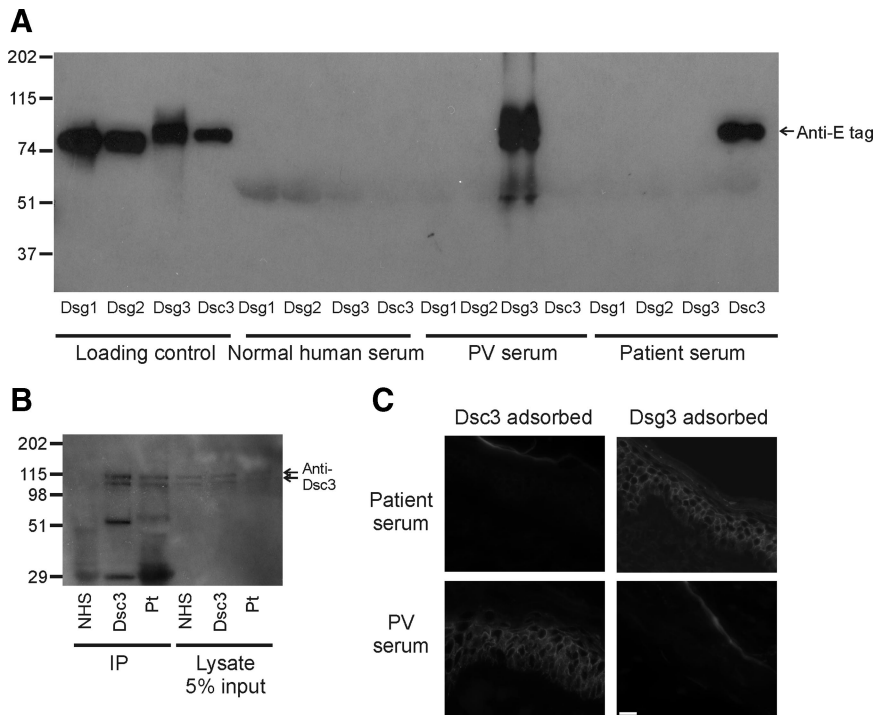 A
202
115
74
51
37
Anti-E tag
Dsg1 Dsg2 Dsg3 Dsc3 Dsg1 Dsg2 Dsg3 Dsc3 Dsg1 Dsg2 Dsg3 Dsc3 Dsg1 Dsg2 Dsg3 Dsc3
Loading control Normal human serum PV serum Patient serum
B
202
115
98
51
29
Anti-
Dsc3
NHS Dsc3 Pt NHS Dsc3 Pt
IP Lysate
5% input
C
Dsc3 adsorbed Dsg3 adsorbed
Patient
serum
PV
serum